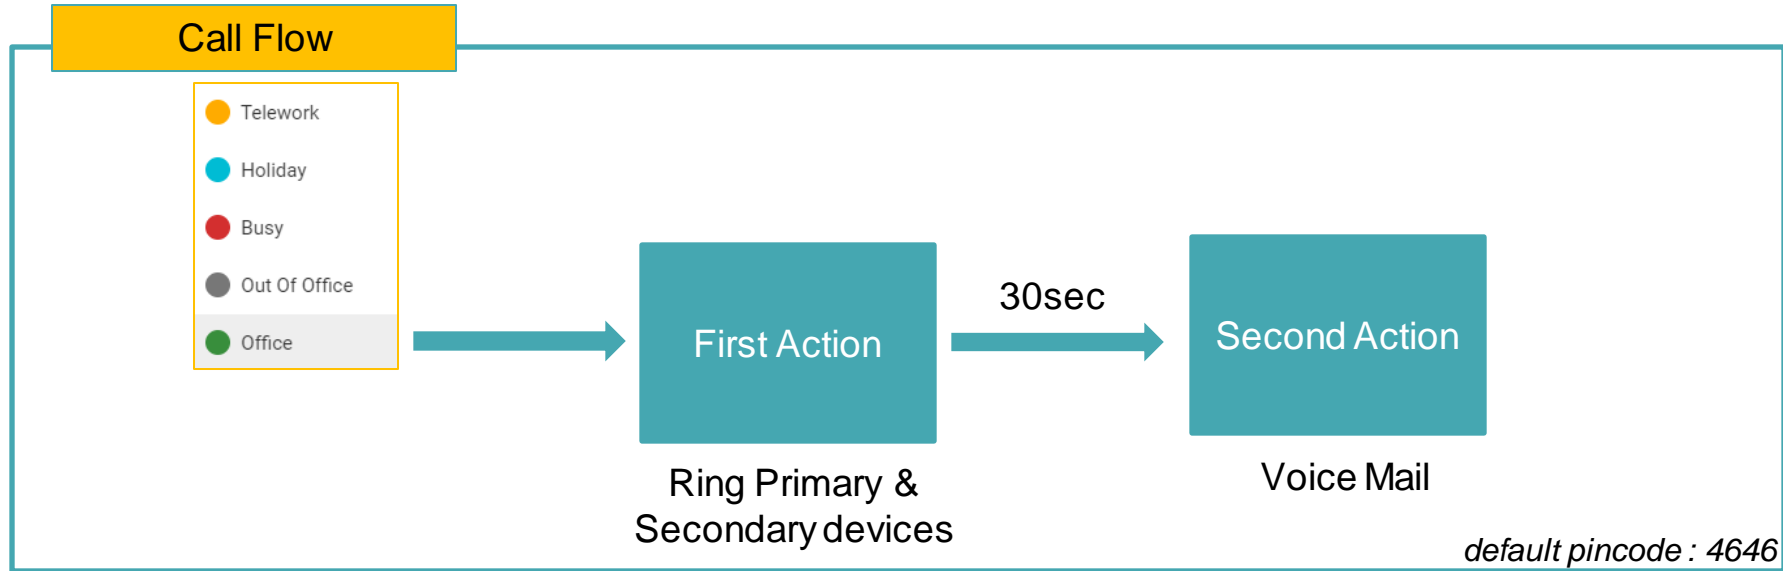 Call Flow
Telework
Holiday
Busy
Out Of Office
Office
First Action
Ring Primary &
Secondary devices
30sec
Second Action
Voice Mail
default pincode : 4646